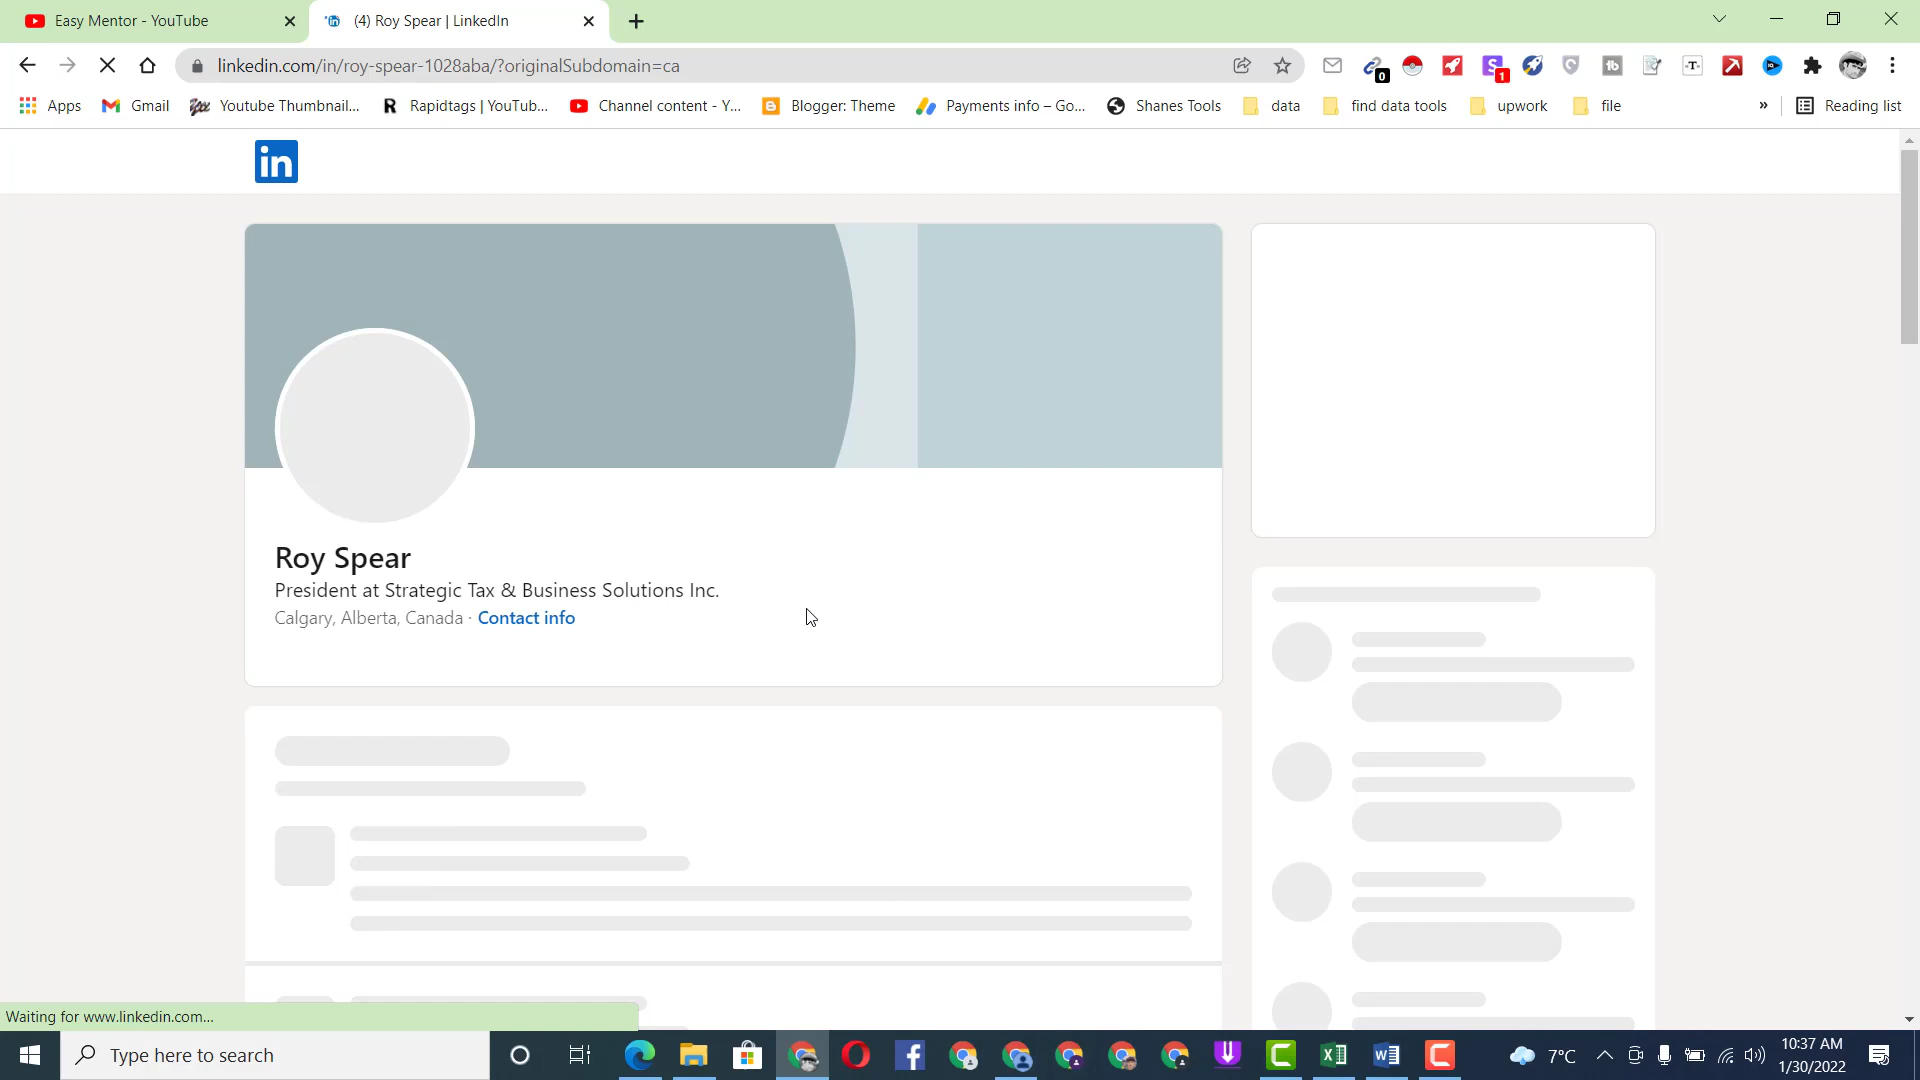 Easy Mentor - YouTube
(4) Roy Spear | LinkedIn
linkedin.com/in/roy-spear-1028aba/?originalSubdomain=ca
0
1
Apps
Gmail
Youtube Thumbnail...
Rapidtags | YouTub...
Channel content - Y...
Blogger: Theme
Payments info – Go...
Shanes Tools
data
find data tools
upwork
file
»
Reading list
in
Roy Spear
President at Strategic Tax & Business Solutions Inc.
Calgary, Alberta, Canada · Contact info
Waiting for www.linkedin.com...
Type here to search
7°C
10:37 AM
1/30/2022